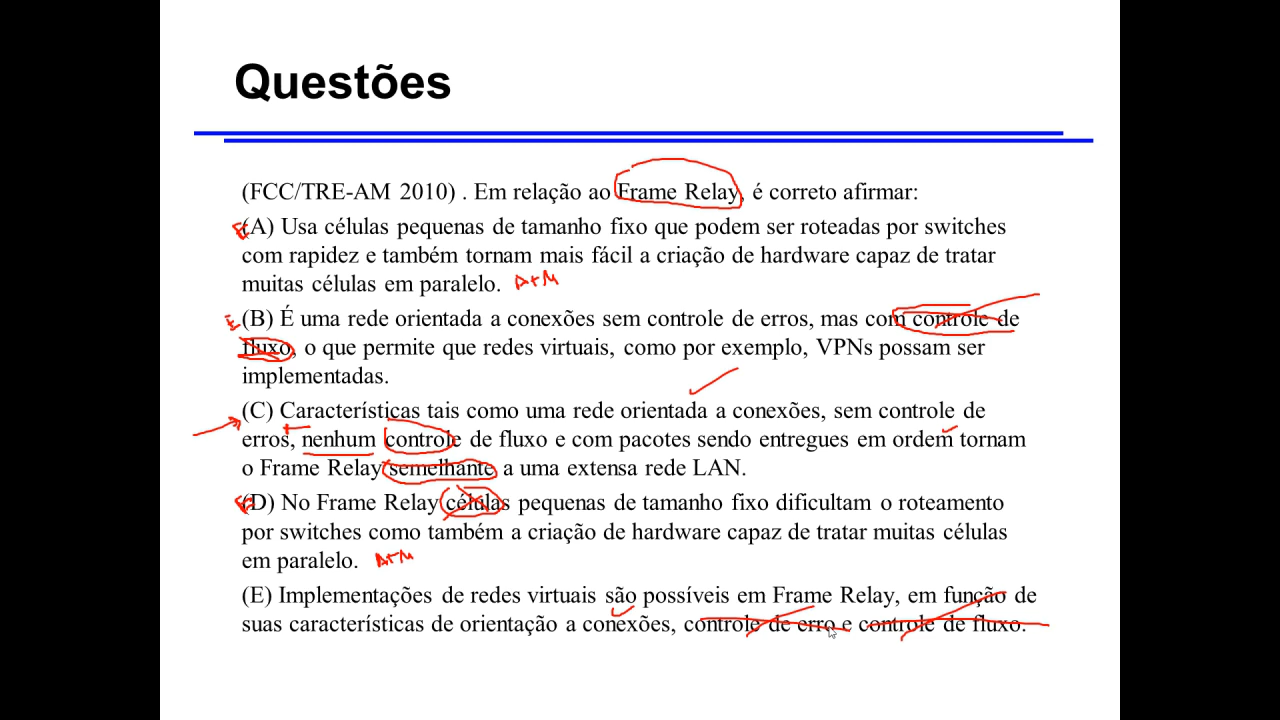 Questões
(FCC/TRE-AM 2010) . Em relação ao Frame Relay, é correto afirmar:
E (A) Usa células pequenas de tamanho fixo que podem ser roteadas por switches
com rapidez e também tornam mais fácil a criação de hardware capaz de tratar
muitas células em paralelo. ATM
E (B) É uma rede orientada a conexões sem controle de erros, mas com controle de
fluxo, o que permite que redes virtuais, como por exemplo, VPNs possam ser
implementadas.
(C) Características tais como uma rede orientada a conexões, sem controle de
erros, nenhum controle de fluxo e com pacotes sendo entregues em ordem tornam
o Frame Relay semelhante a uma extensa rede LAN.
E (D) No Frame Relay células pequenas de tamanho fixo dificultam o roteamento
por switches como também a criação de hardware capaz de tratar muitas células
em paralelo. ATM
(E) Implementações de redes virtuais são possíveis em Frame Relay, em função de
suas características de orientação a conexões, controle de erro e controle de fluxo.